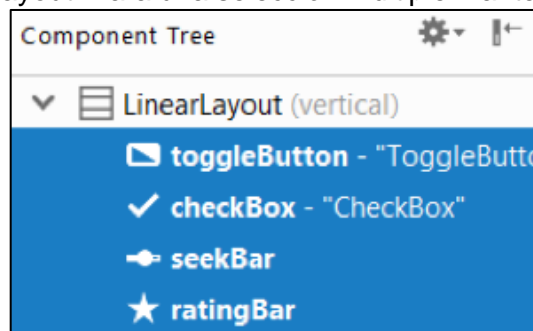 Component Tree
LinearLayout (vertical)
toggleButton - "ToggleButto
checkBox - "CheckBox"
seekBar
ratingBar